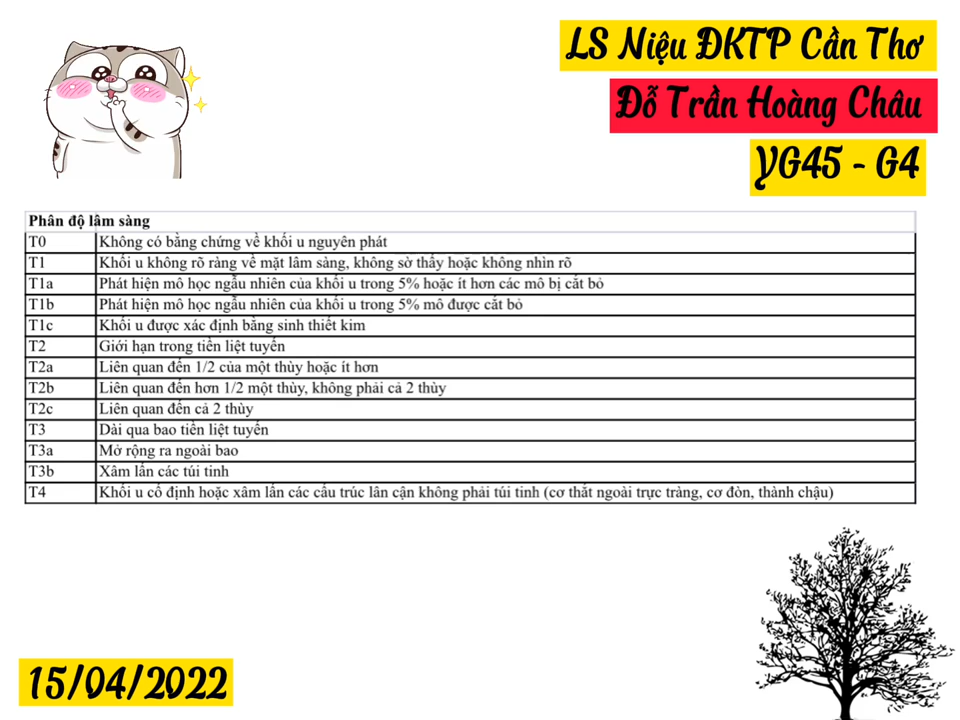 LS Niệu ĐKTP Cần Thơ
Đỗ Trần Hoàng Châu
YG45 - G4
Phân độ lâm sàng
T0 Không có bằng chứng về khối u nguyên phát
T1 Khối u không rõ ràng về mặt lâm sàng, không sờ thấy hoặc không nhìn rõ
T1a Phát hiện mô học ngẫu nhiên của khối u trong 5% hoặc ít hơn các mô bị cắt bỏ
T1b Phát hiện mô học ngẫu nhiên của khối u trong 5% mô được cắt bỏ
T1c Khối u được xác định bằng sinh thiết kim
T2 Giới hạn trong tiền liệt tuyến
T2a Liên quan đến 1/2 của một thùy hoặc ít hơn
T2b Liên quan đến hơn 1/2 một thùy, không phải cả 2 thùy
T2c Liên quan đến cả 2 thùy
T3 Dài qua bao tiền liệt tuyến
T3a Mở rộng ra ngoài bao
T3b Xâm lấn các túi tinh
T4 Khối u cố định hoặc xâm lấn các cấu trúc lân cận không phải túi tinh (cơ thắt ngoài trực tràng, cơ đòn, thành chậu)
15/04/2022